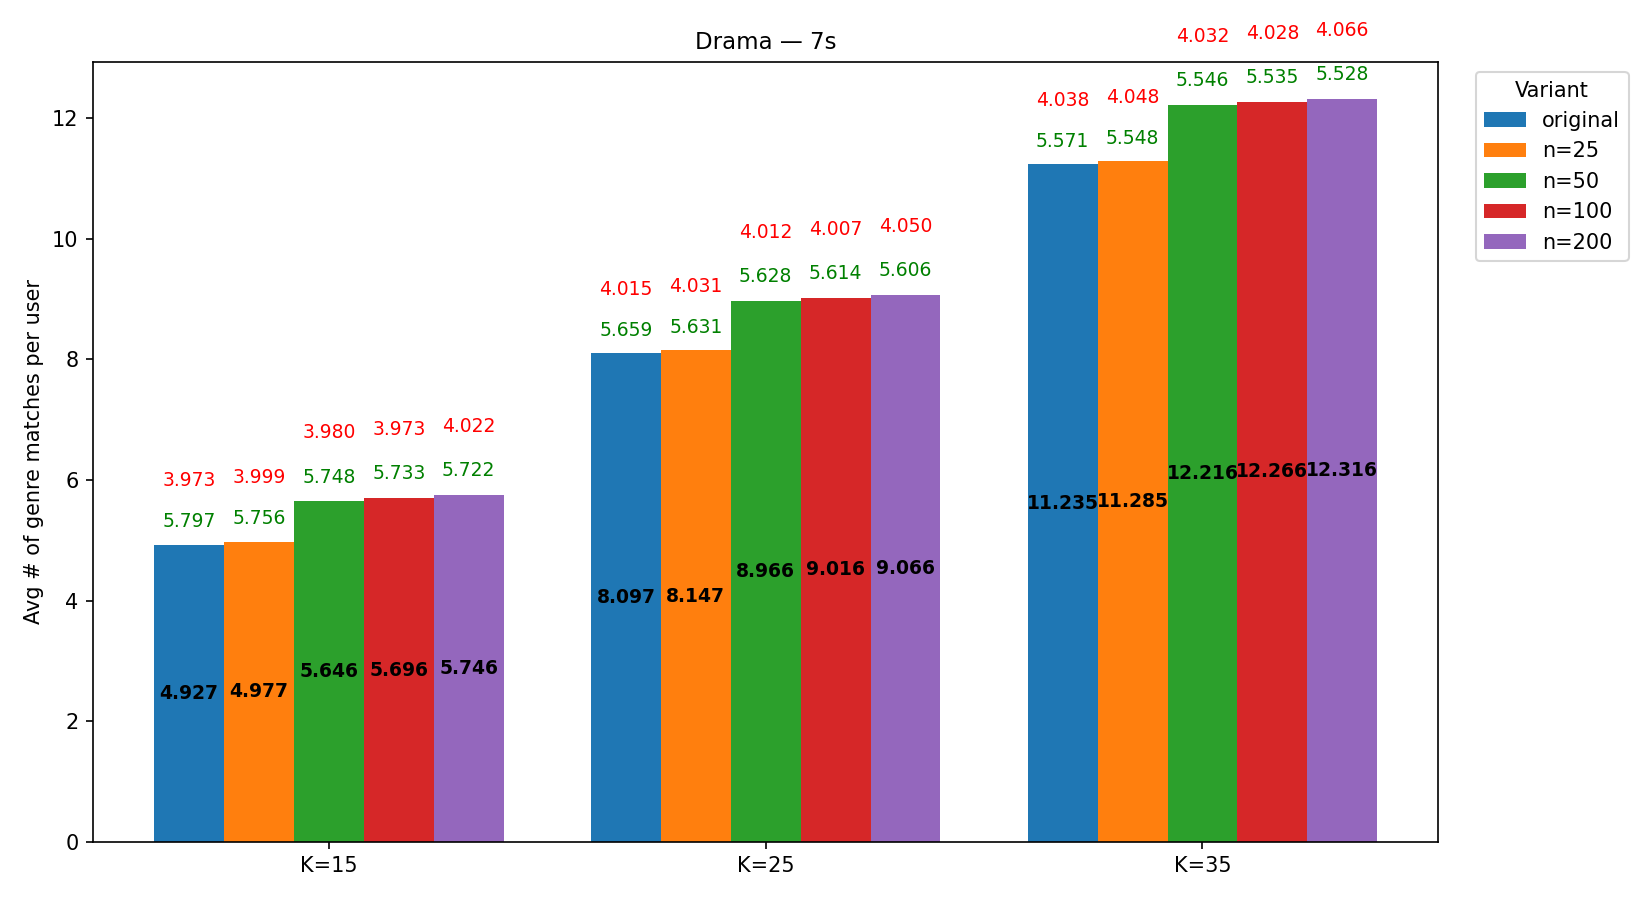 Drama — 7s
4.032 4.028 4.066
5.546 5.535 5.528
4.038 4.048
5.571 5.548
4.012 4.007 4.050
5.628 5.614 5.606
4.015 4.031
5.659 5.631
3.980 3.973 4.022
5.748 5.733 5.722
3.973 3.999
5.797 5.756
11.235 11.285 12.216 12.266 12.316
8.097 8.147 8.966 9.016 9.066
4.927 4.977 5.646 5.696 5.746
Avg # of genre matches per user
12
10
8
6
4
2
0
K=15 K=25 K=35
Variant
original
n=25
n=50
n=100
n=200